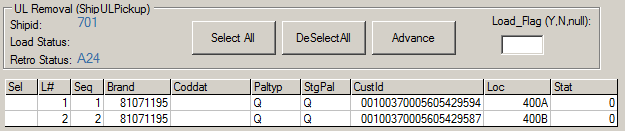 UL Removal (ShipULPickup)
Shipid: 701
Load Status:
Retro Status: A24
Select All
DeSelectAll
Advance
Load_Flag (Y,N,null):
Sel L# Seq Brand Coddat Paltyp StgPal CustId Loc Stat
1 1 81071195 Q Q 00100370005605429594 400A 0
2 2 81071195 Q Q 00100370005605429587 400B 0